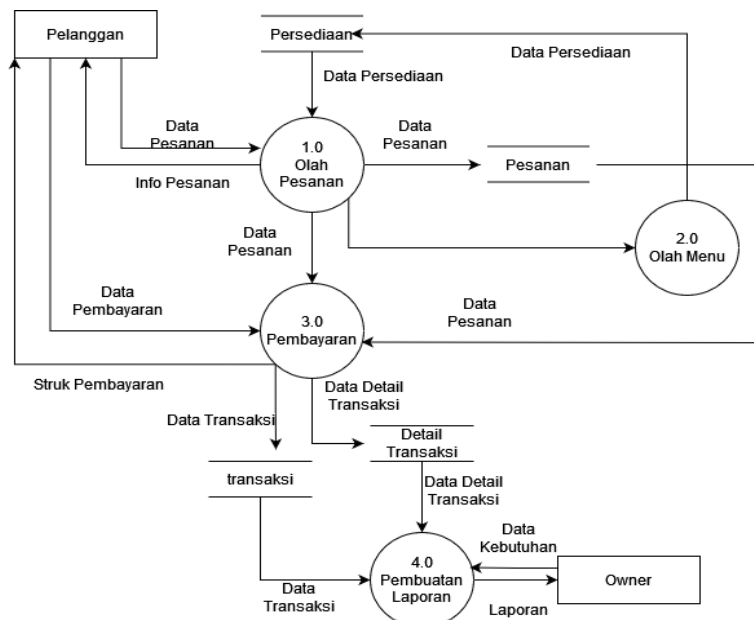 Pelanggan
Persediaan
Data Persediaan
Data Persediaan
Data
Pesanan
1.0
Olah
Pesanan
Data
Pesanan
Pesanan
Info Pesanan
2.0
Olah Menu
Data
Pesanan
Data
Pembayaran
3.0
Pembayaran
Data
Pesanan
Struk Pembayaran
Data Detail
Transaksi
Data Transaksi
Detail
Transaksi
transaksi
Data Detail
Transaksi
Data
Kebutuhan
4.0
Pembuatan
Laporan
Owner
Data
Transaksi
Laporan